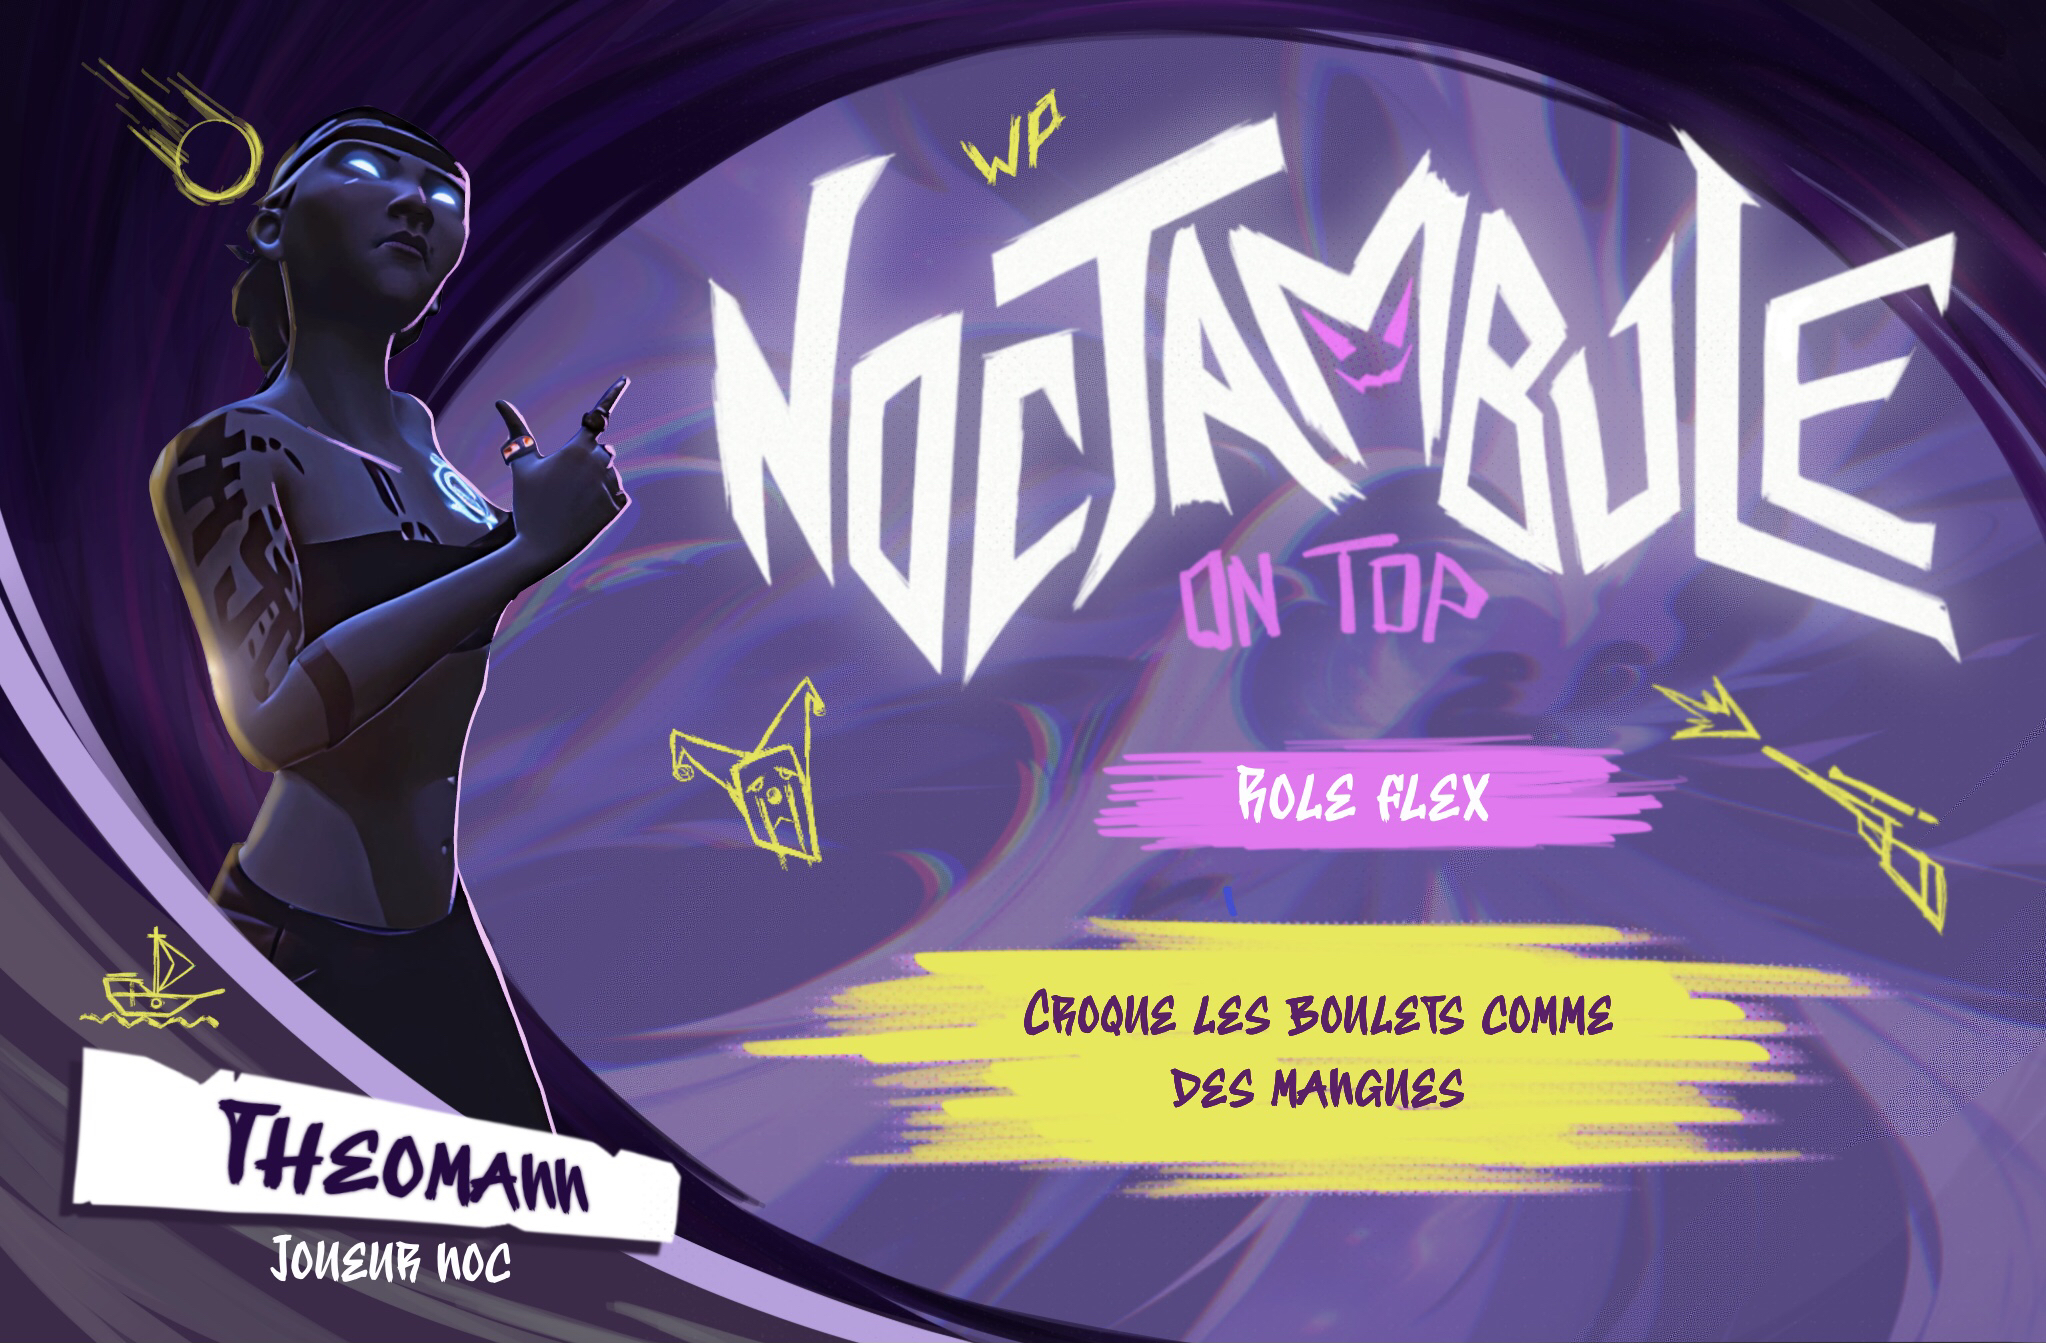 WP
NOCTAMBULE
ON TOP
ROLE FLEX
CROQUE LES BOULETS COMME
DES MANGUES
THEOMANN
JOUEUR NOC